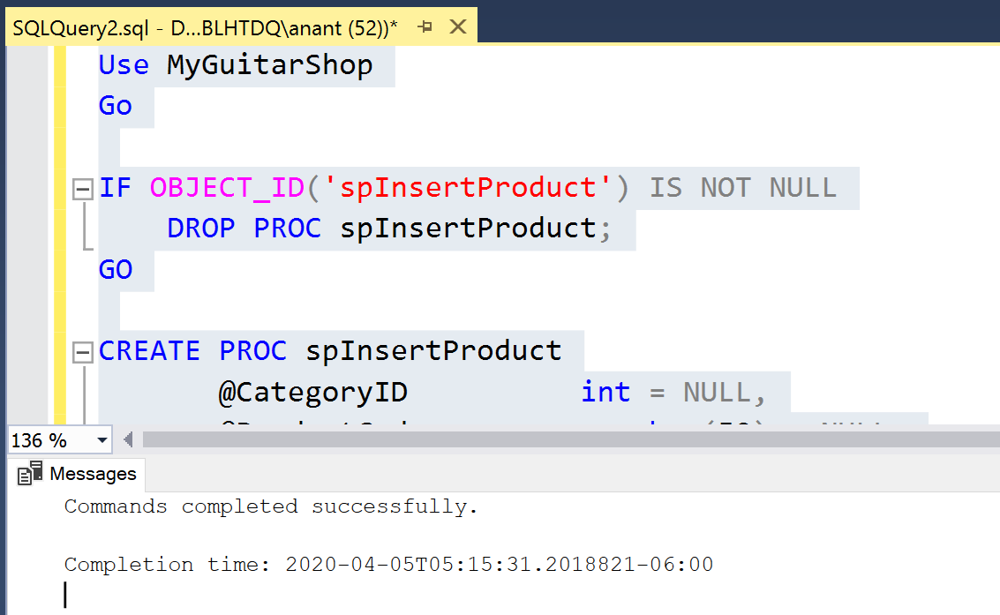 SQLQuery2.sql - D...BLHTDQ\anant (52))*
Use MyGuitarShop
Go
IF OBJECT_ID('spInsertProduct') IS NOT NULL
DROP PROC spInsertProduct;
GO
CREATE PROC spInsertProduct
@CategoryID int = NULL,
136 %
Messages
Commands completed successfully.
Completion time: 2020-04-05T05:15:31.2018821-06:00